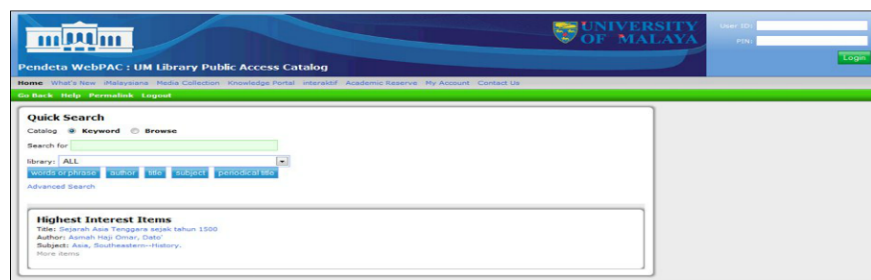 UNIVERSITY
OF MALAYA
User ID:
PIN:
Login
Pendeta WebPAC : UM Library Public Access Catalog
Home What's New iMalaysiana Media Collection Knowledge Portal interaktif Academic Reserve My Account Contact Us
Go Back Help Permalink Logout
Quick Search
Catalog Keyword Browse
Search for
library: ALL
words or phrase author title subject periodical title
Advanced Search
Highest Interest Items
Title: Sejarah Asia Tenggara sejak tahun 1500
Author: Asmah Haji Omar, Dato'
Subject: Asia, Southeastern--History.
More items